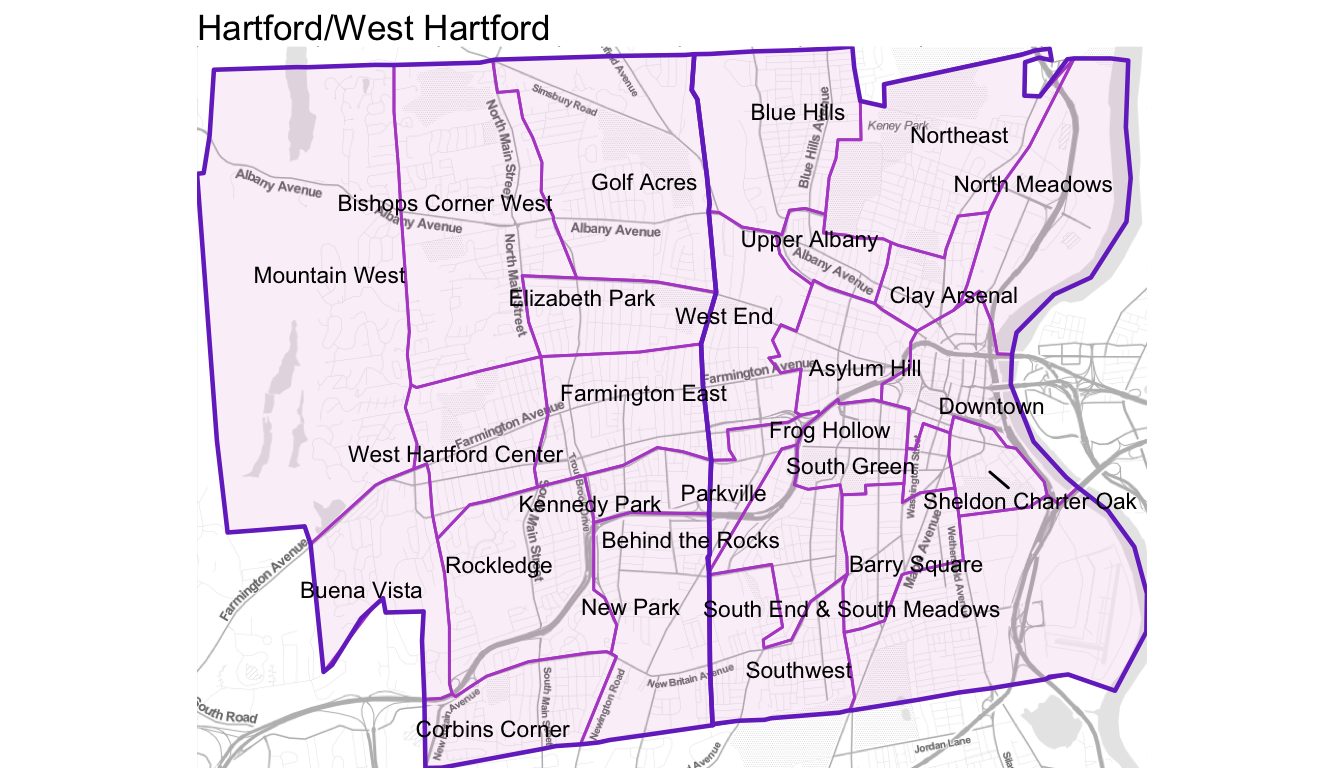 Hartford/West Hartford
Simsbury Road
Blue Hills
Blue Hills Avenue
Keney Park
Northeast
North Main Street
Golf Acres
North Meadows
Albany Avenue
Bishops Corner West
Albany Avenue
Albany Avenue
Upper Albany
Albany Avenue
Mountain West
North Main Street
Elizabeth Park
Clay Arsenal
West End
Farmington Avenue
Asylum Hill
Farmington East
Downtown
Farmington Avenue
Frog Hollow
West Hartford Center
South Green
Washington Street
Trout Brook Drive
Kennedy Park
Parkville
Sheldon Charter Oak
South Main Street
Behind the Rocks
Main Avenue
Rockledge
Barry Square
Farmington Avenue
Buena Vista
New Park
South End & South Meadows
Southwest
New Britain Avenue
South Main Street
Newington Road
New Britain Avenue
South Road
Corbins Corner
Jordan Lane